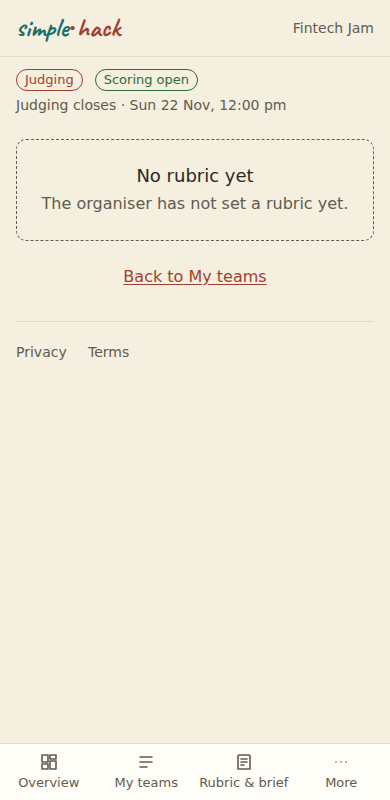 simple·hack
Fintech Jam
Judging
Scoring open
Judging closes · Sun 22 Nov, 12:00 pm
No rubric yet
The organiser has not set a rubric yet.
Back to My teams
Privacy
Terms
Overview
My teams
Rubric & brief
More